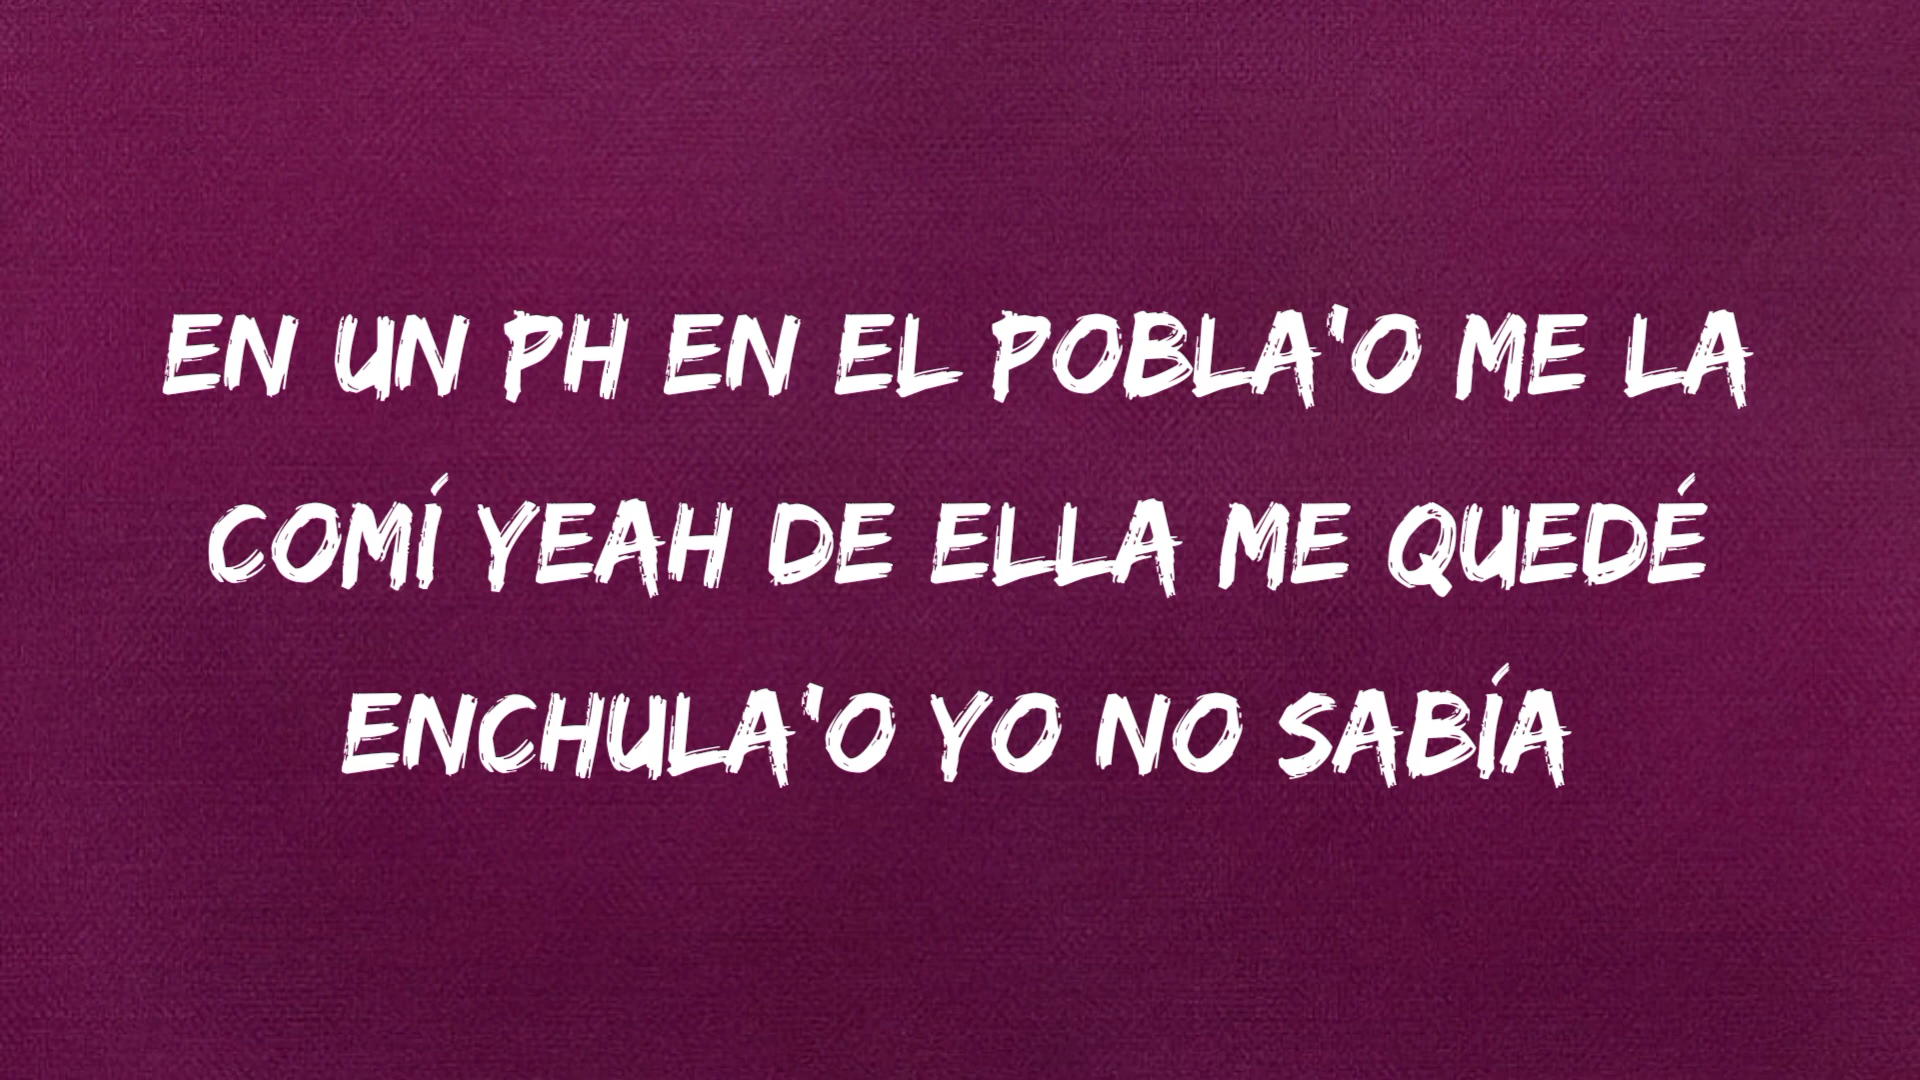 EN UN PH EN EL POBLA'O ME LA
COMÍ YEAH DE ELLA ME QUEDÉ
ENCHULA'O YO NO SABÍA